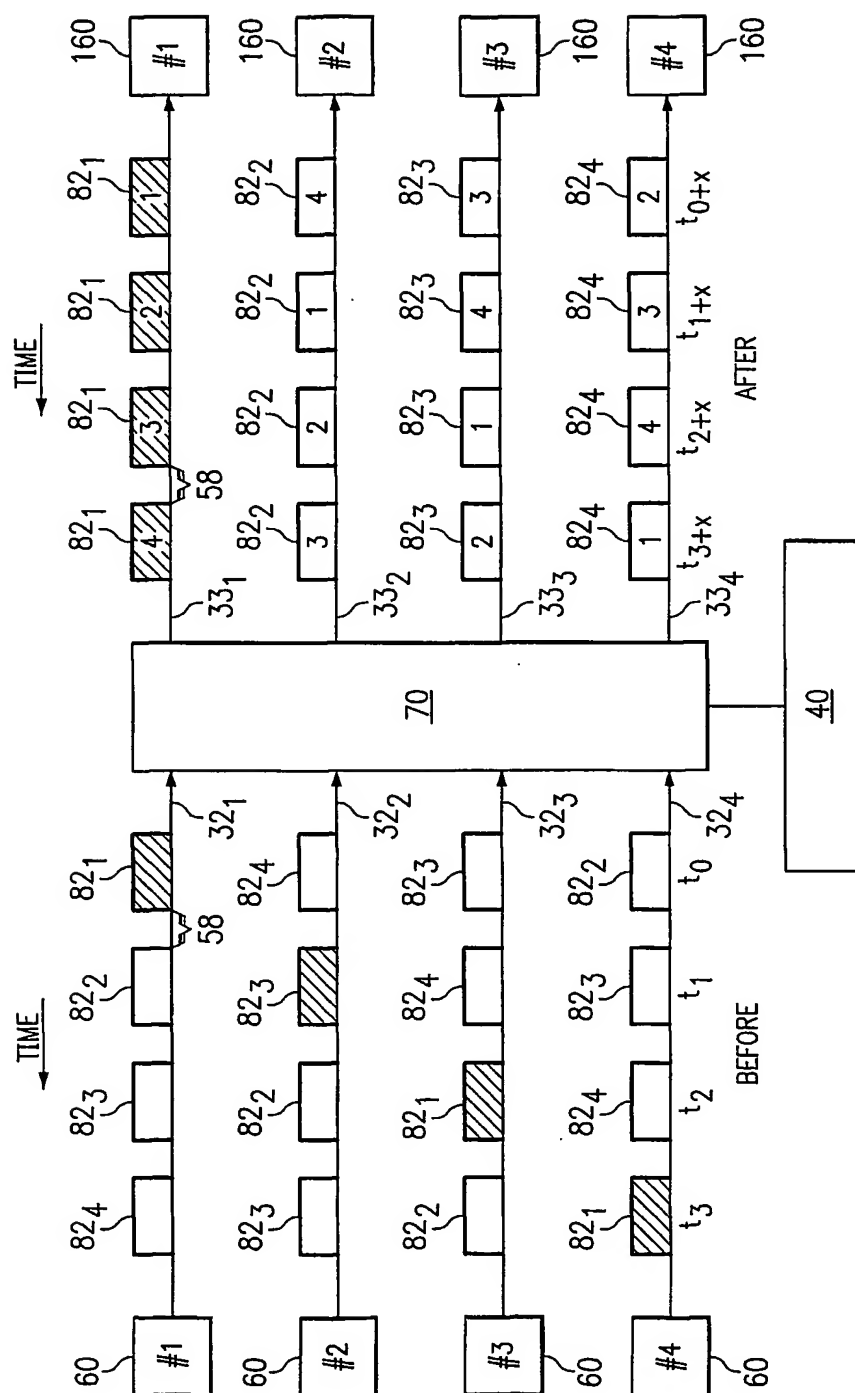 TIME TIME
60 82₄ 82₃ 82₂ 82₁ 82₁ 82₁ 82₁ 82₁ 160
#1 4 3 2 1 #1
58 32₁ 33₁ 58
60 82₃ 82₂ 82₃ 82₄ 82₂ 82₂ 82₂ 82₂ 160
#2 3 2 1 4 #2
32₂ 33₂
70
60 82₂ 82₁ 82₄ 82₃ 82₃ 82₃ 82₃ 82₃ 160
#3 2 1 4 3 #3
32₃ 33₃
60 82₁ 82₄ 82₃ 82₂ 82₄ 82₄ 82₄ 82₄ 160
#4 1 4 3 2 #4
32₄ 33₄
t₃ t₂ t₁ t₀ t₃₊ₓ t₂₊ₓ t₁₊ₓ t₀₊ₓ
BEFORE AFTER
40